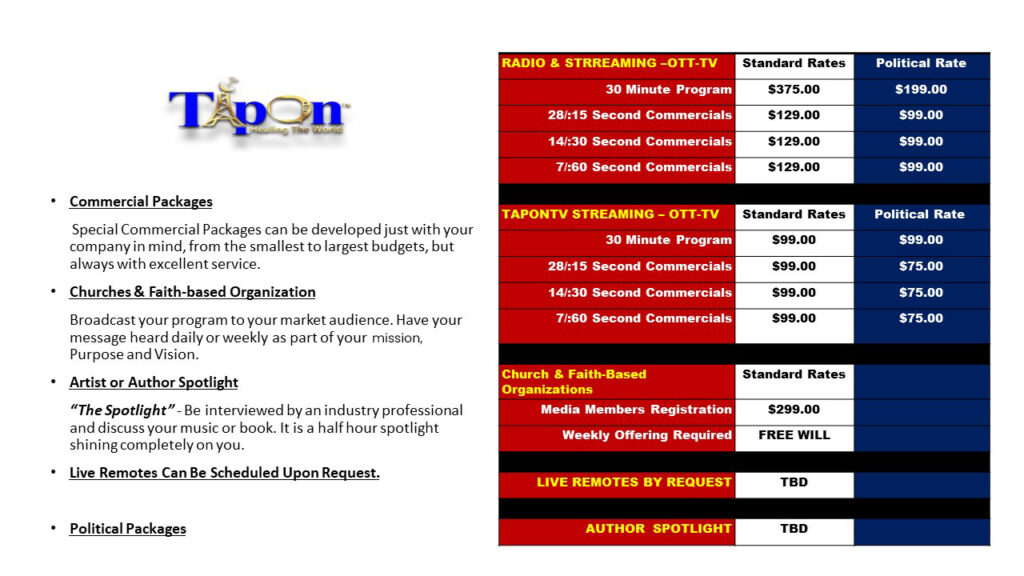 TapOn™
Healing The World
• Commercial Packages
Special Commercial Packages can be developed just with your
company in mind, from the smallest to largest budgets, but
always with excellent service.
• Churches & Faith-based Organization
Broadcast your program to your market audience. Have your
message heard daily or weekly as part of your mission,
Purpose and Vision.
• Artist or Author Spotlight
“The Spotlight” - Be interviewed by an industry professional
and discuss your music or book. It is a half hour spotlight
shining completely on you.
• Live Remotes Can Be Scheduled Upon Request.
• Political Packages
RADIO & STRREAMING –OTT-TV Standard Rates Political Rate
30 Minute Program $375.00 $199.00
28/:15 Second Commercials $129.00 $99.00
14/:30 Second Commercials $129.00 $99.00
7/:60 Second Commercials $129.00 $99.00
TAPONTV STREAMING – OTT-TV Standard Rates Political Rate
30 Minute Program $99.00 $99.00
28/:15 Second Commercials $99.00 $75.00
14/:30 Second Commercials $99.00 $75.00
7/:60 Second Commercials $99.00 $75.00
Church & Faith-Based Standard Rates
Organizations
Media Members Registration $299.00
Weekly Offering Required FREE WILL
LIVE REMOTES BY REQUEST TBD
AUTHOR SPOTLIGHT TBD